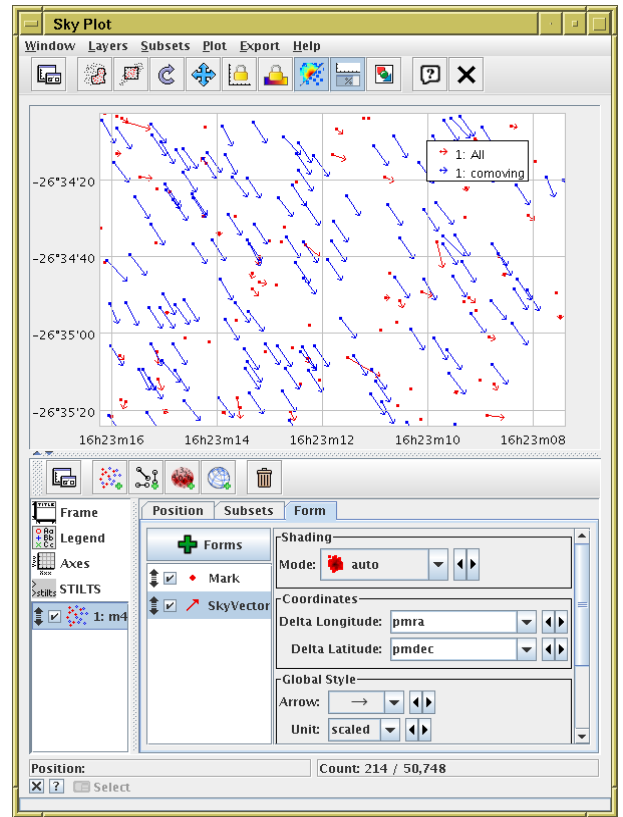 Sky Plot
Window Layers Subsets Plot Export Help
1: All
1: comoving
-26°34'20
-26°34'40
-26°35'00
-26°35'20
16h23m16 16h23m14 16h23m12 16h23m10 16h23m08
TITLE
Frame
Legend
Axes
STILTS
1: m4
Position Subsets Form
Forms
Mark
SkyVector
Shading
Mode: auto
Coordinates
Delta Longitude: pmra
Delta Latitude: pmdec
Global Style
Arrow:
Unit: scaled
Position:
Count: 214 / 50,748
Select